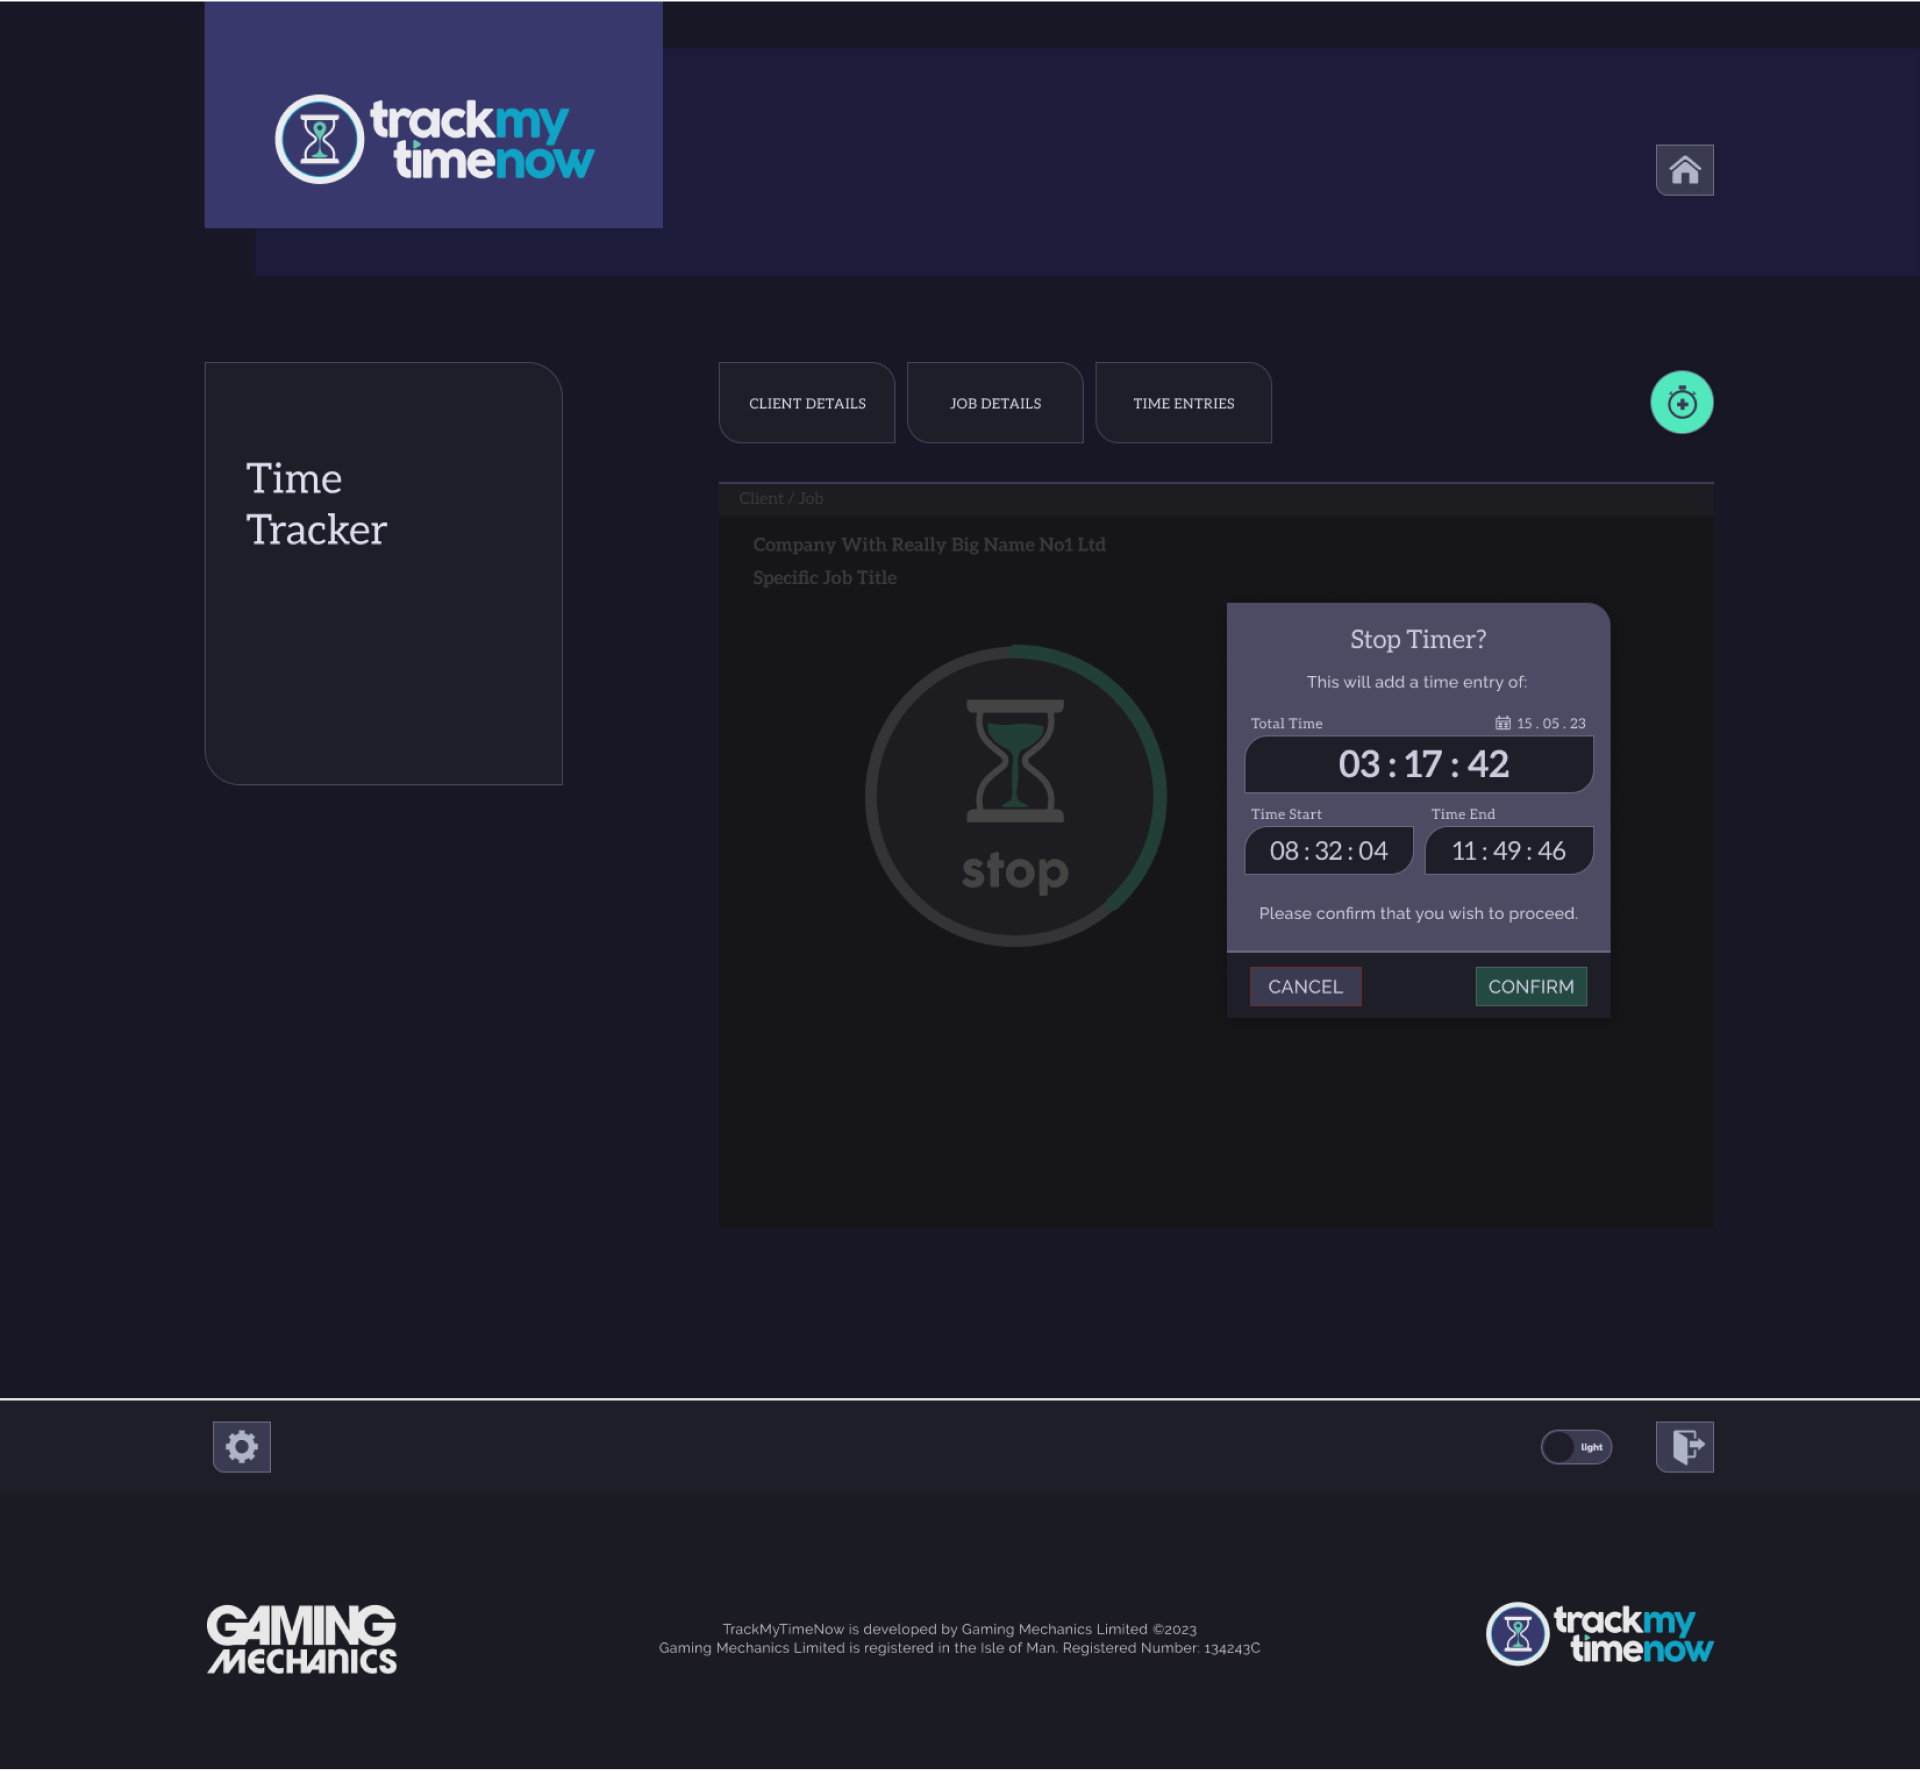 trackmy
timenow
Time
Tracker
CLIENT DETAILS
JOB DETAILS
TIME ENTRIES
Client / Job
Company With Really Big Name No1 Ltd
Specific Job Title
stop
Stop Timer?
This will add a time entry of:
Total Time
15 . 05 . 23
03 : 17 : 42
Time Start
Time End
08 : 32 : 04
11 : 49 : 46
Please confirm that you wish to proceed.
CANCEL
CONFIRM
light
GAMING
MECHANICS
TrackMyTimeNow is developed by Gaming Mechanics Limited ©2023
Gaming Mechanics Limited is registered in the Isle of Man. Registered Number: 134243C
trackmy
timenow